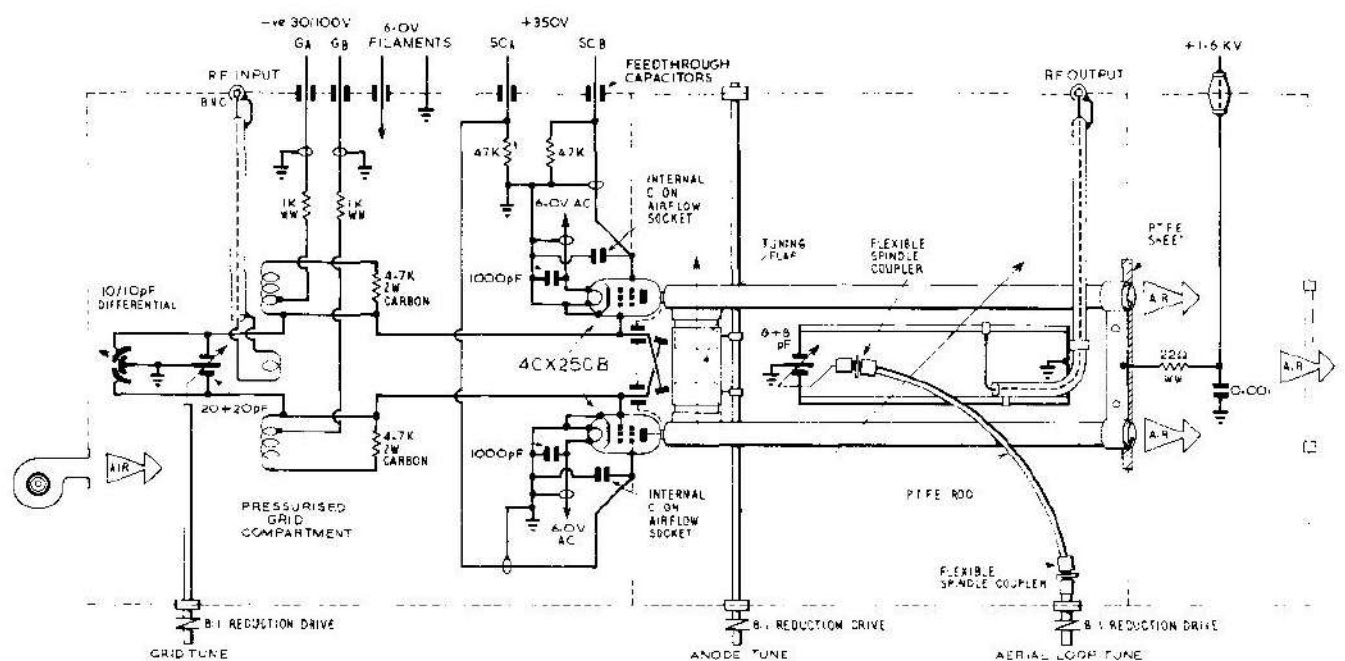 -ve 30/100V
GA
GB
6.0V
FILAMENTS
+350V
SCA
SCB
FEEDTHROUGH
CAPACITORS
RF INPUT
BNC
RF OUTPUT
+1.6 KV
47K
47K
INTERNAL
C ON
AIRFLOW
SOCKET
6.0V AC
1K
WW
1K
WW
TUNING
FLAP
FLEXIBLE
SPINDLE
COUPLER
PTFE
SHEET
10/10pF
DIFFERENTIAL
4.7K
2W
CARBON
1000pF
AIR
4CX250B
8+8
pF
22Ω
WW
AIR
0.001
20+20pF
4.7K
2W
CARBON
1000pF
AIR
AIR
PRESSURISED
GRID
COMPARTMENT
6.0V
AC
INTERNAL
C ON
AIRFLOW
SOCKET
PTFE ROD
FLEXIBLE
SPINDLE COUPLER
8:1 REDUCTION DRIVE
8:1 REDUCTION DRIVE
8:1 REDUCTION DRIVE
GRID TUNE
ANODE TUNE
AERIAL LOOP TUNE